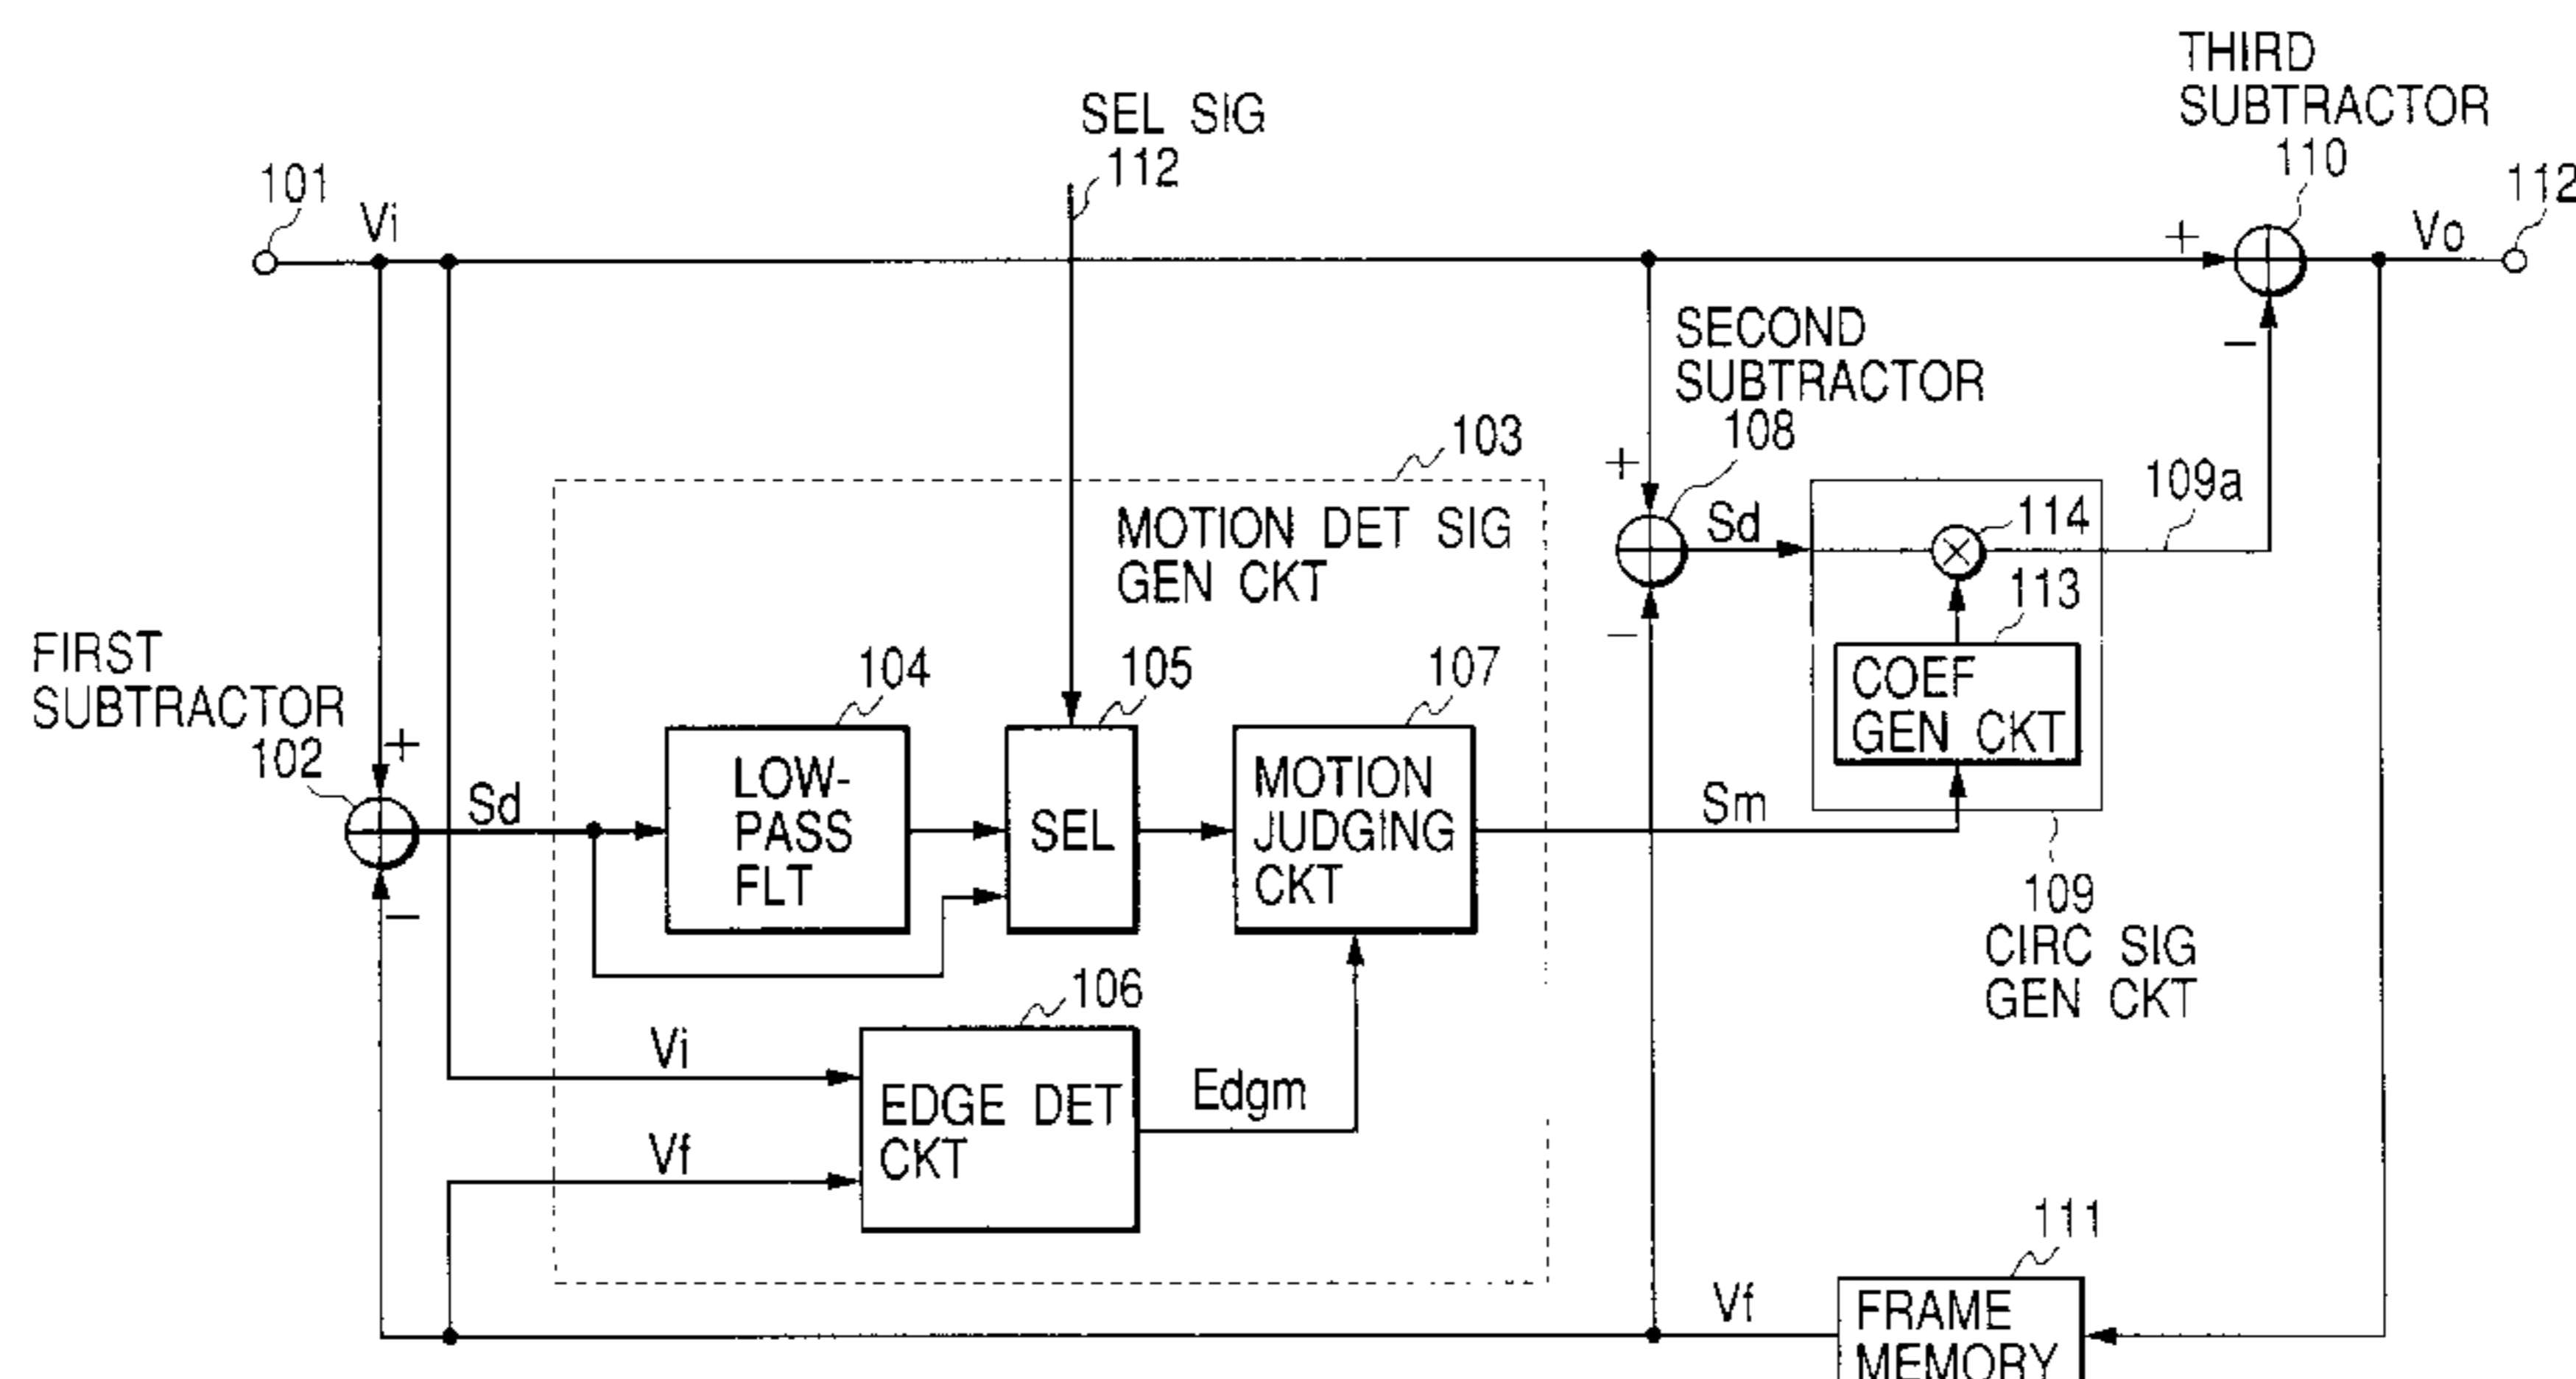 THIRD
SUBTRACTOR
110
SEL SIG
112
101
Vi
+
Vo
112
SECOND
SUBTRACTOR
108
−
103
+
Sd
109a
MOTION DET SIG
GEN CKT
114
113
−
FIRST
SUBTRACTOR
102
+
104
105
107
COEF
GEN CKT
Sd
LOW-
PASS
FLT
SEL
MOTION
JUDGING
CKT
Sm
−
109
CIRC SIG
GEN CKT
106
Vi
EDGE DET
CKT
Edgm
Vf
111
Vf
FRAME
MEMORY